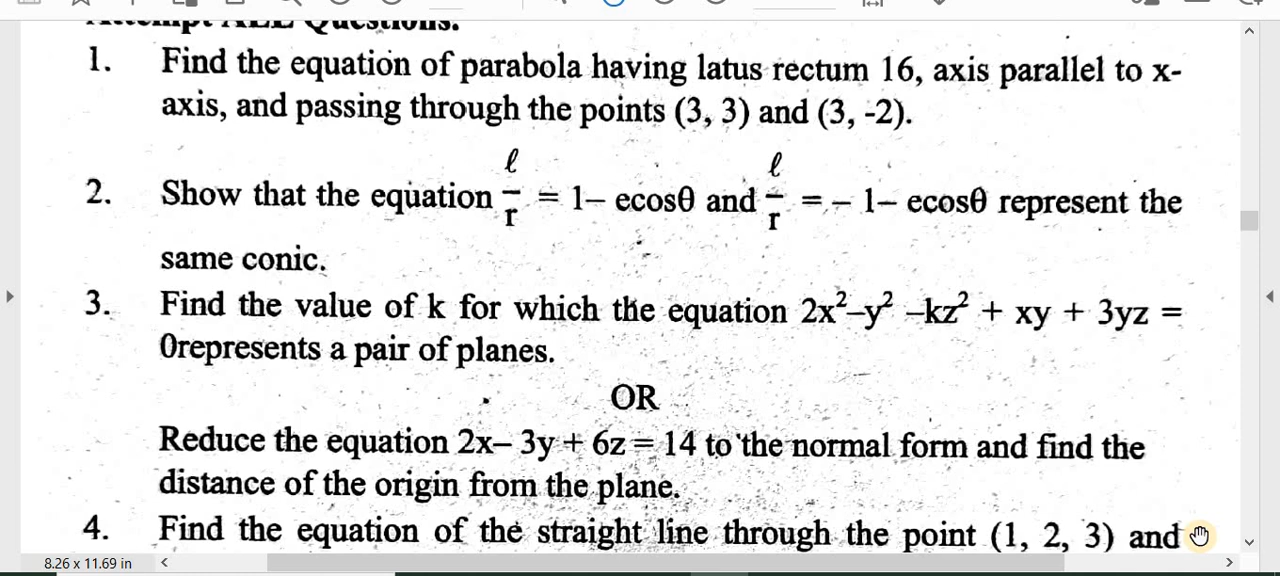 Attempt ALL Questions.
1. Find the equation of parabola having latus rectum 16, axis parallel to x-
axis, and passing through the points (3, 3) and (3, -2).
2. Show that the equation ℓ/r = 1– ecosθ and ℓ/r = – 1– ecosθ represent the
same conic.
3. Find the value of k for which the equation 2x²–y² –kz² + xy + 3yz =
0represents a pair of planes.
OR
Reduce the equation 2x– 3y + 6z = 14 to the normal form and find the
distance of the origin from the plane.
4. Find the equation of the straight line through the point (1, 2, 3) and
8.26 x 11.69 in